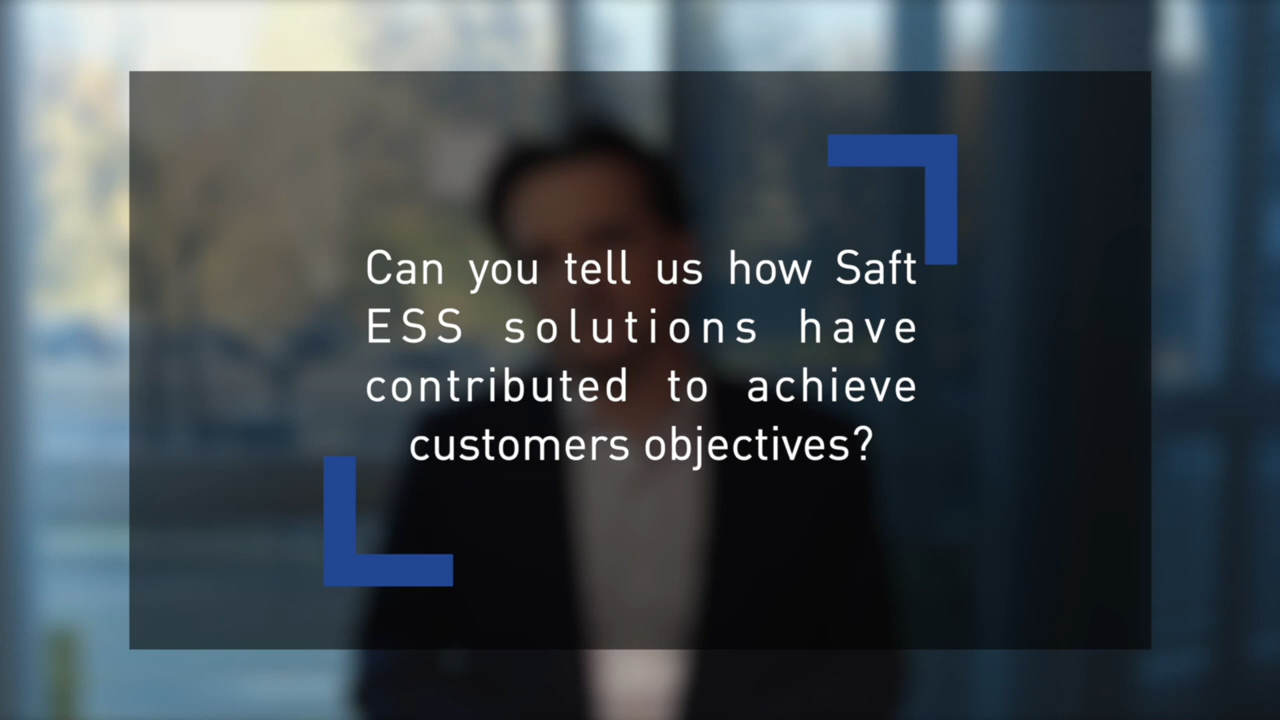 Can you tell us how Saft
ESS solutions have
contributed to achieve
customers objectives?